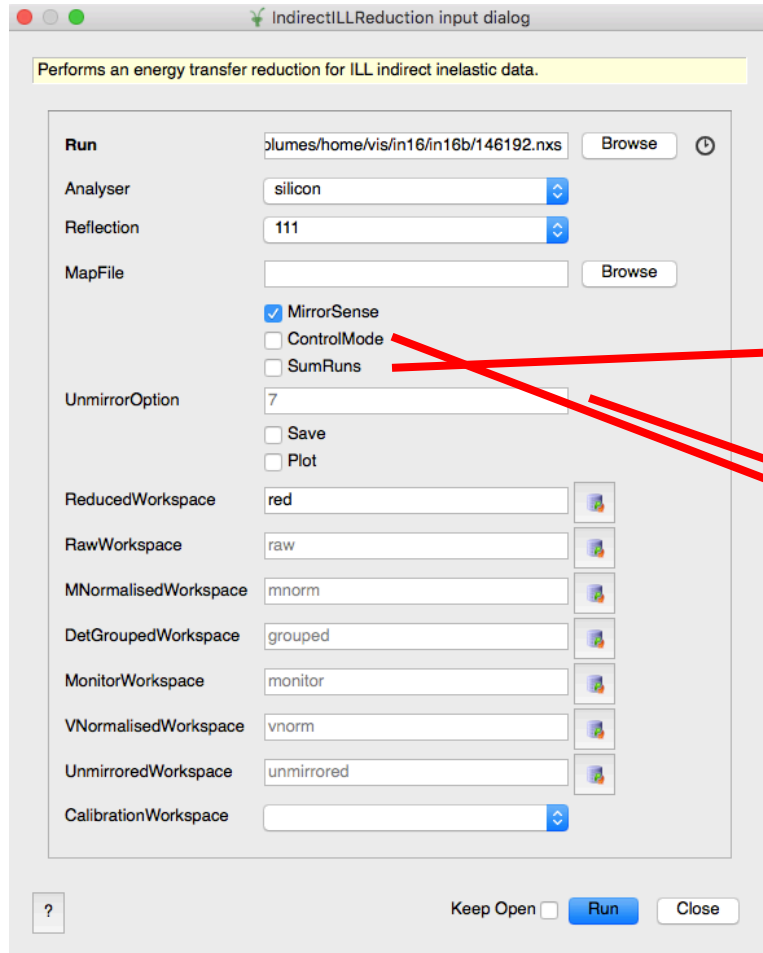 IndirectILLReduction input dialog
Performs an energy transfer reduction for ILL indirect inelastic data.
Run olumes/home/vis/in16/in16b/146192.nxs Browse
Analyser silicon
Reflection 111
MapFile Browse
MirrorSense
ControlMode
SumRuns
UnmirrorOption 7
Save
Plot
ReducedWorkspace red
RawWorkspace raw
MNormalisedWorkspace mnorm
DetGroupedWorkspace grouped
MonitorWorkspace monitor
VNormalisedWorkspace vnorm
UnmirroredWorkspace unmirrored
CalibrationWorkspace
? Keep Open Run Close